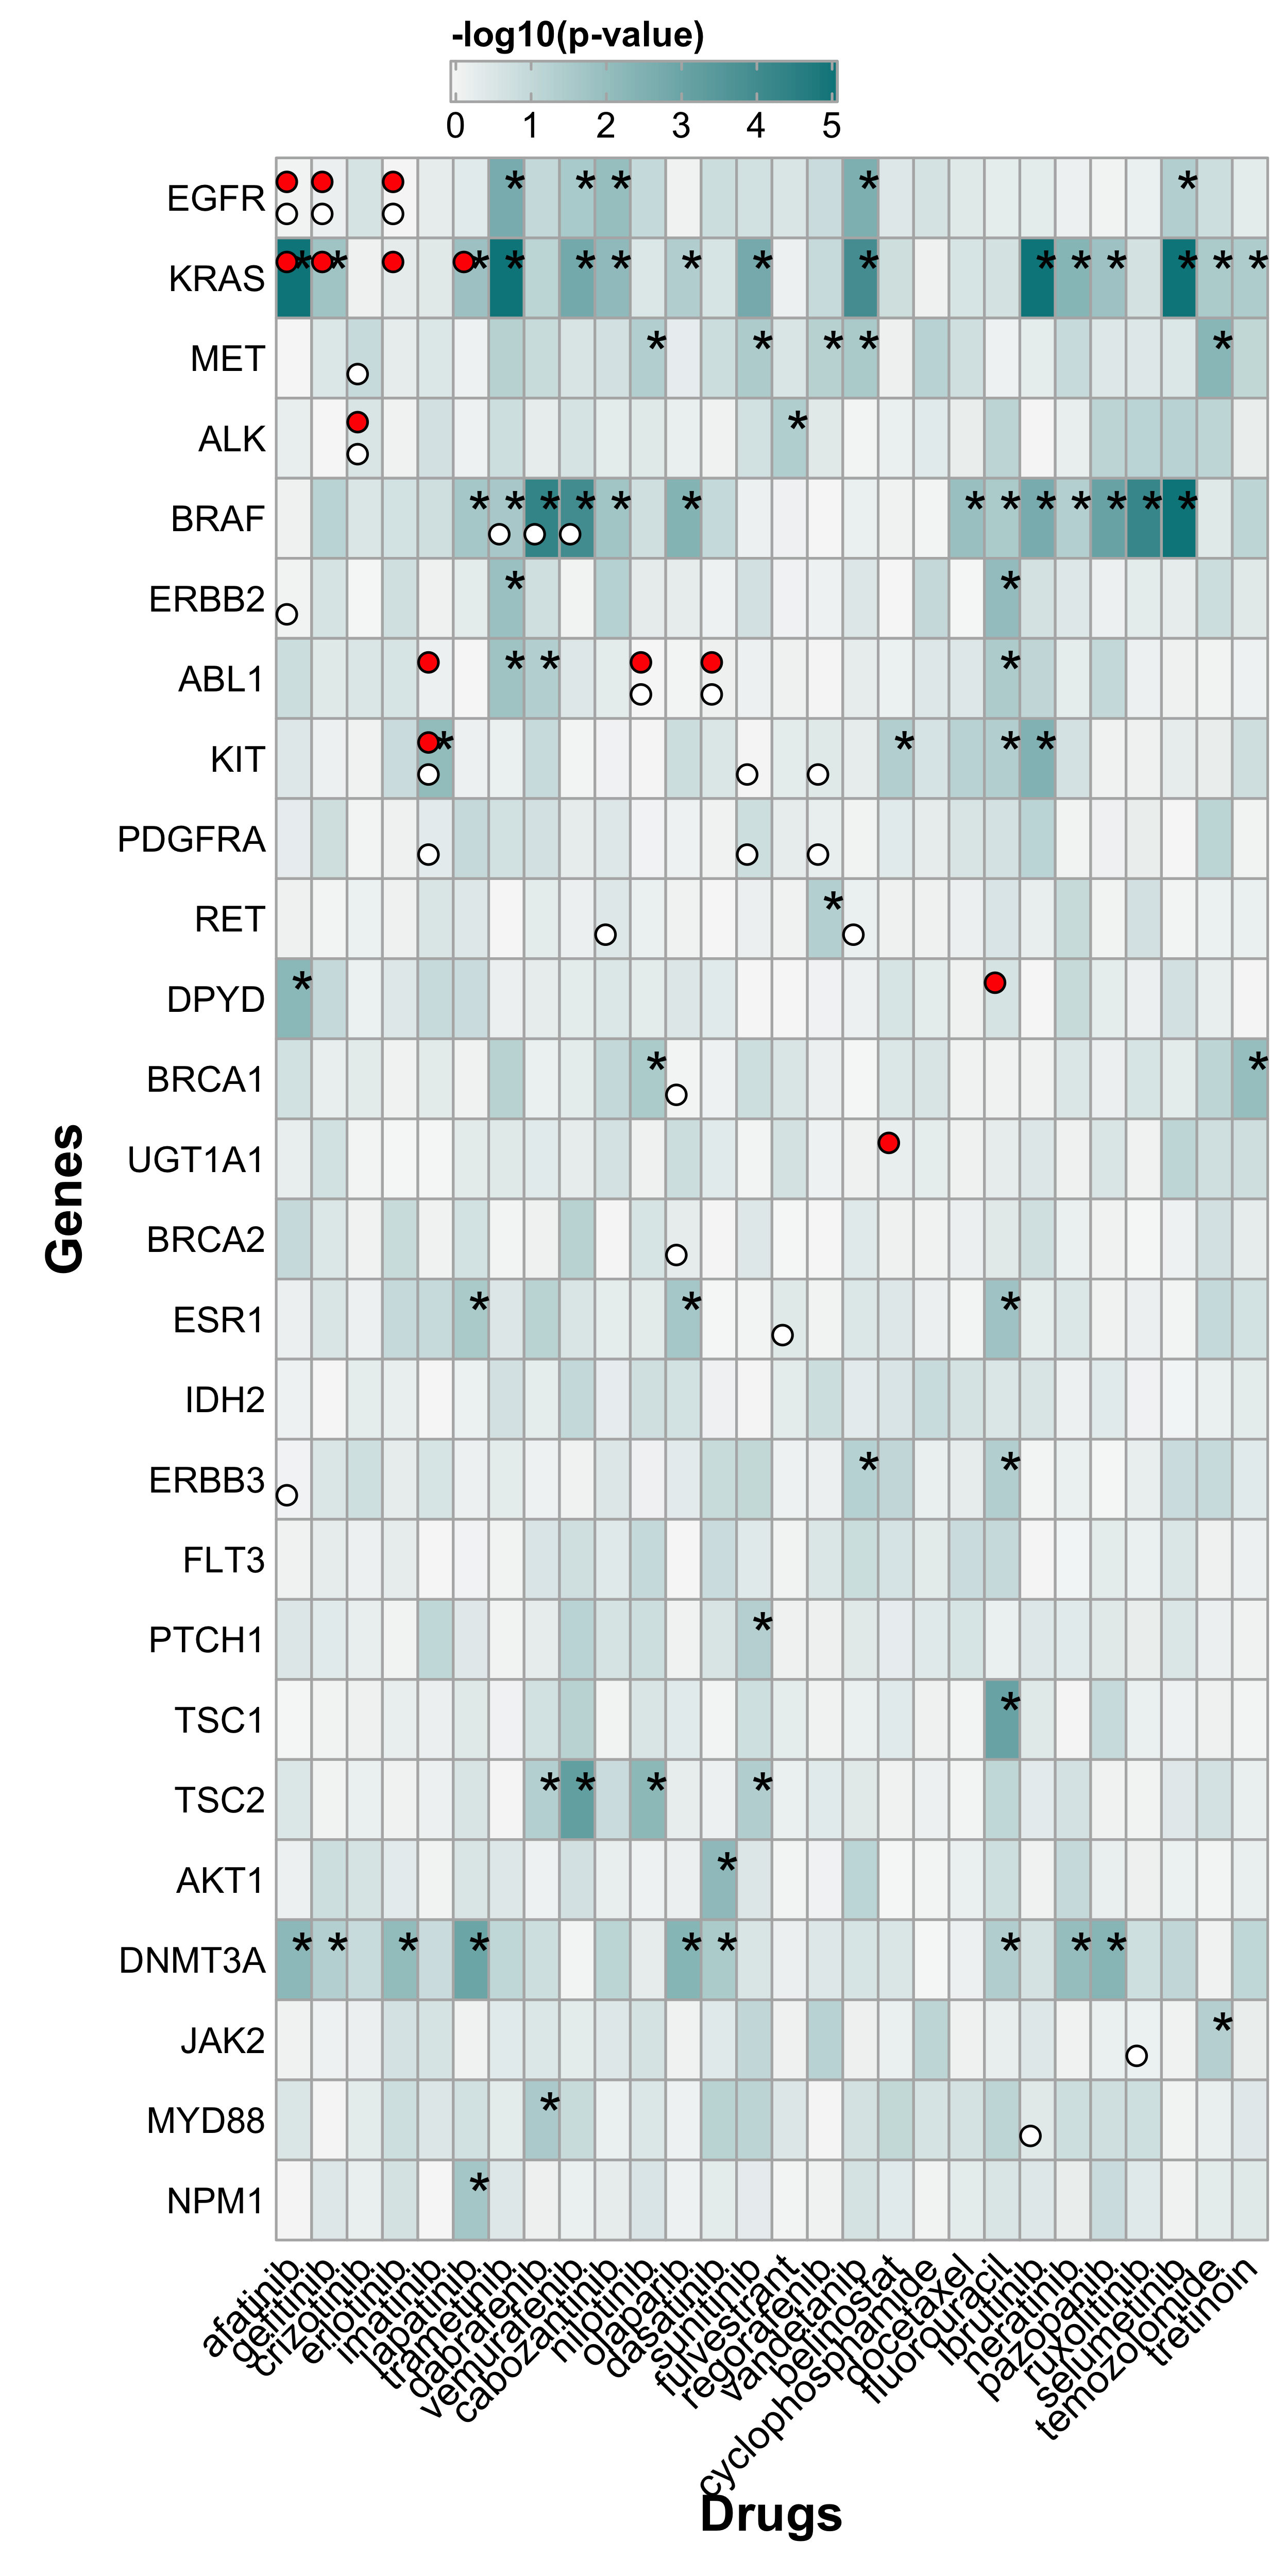 -log10(p-value)
0 1 2 3 4 5
EGFR
KRAS
MET
ALK
BRAF
ERBB2
ABL1
KIT
PDGFRA
RET
DPYD
BRCA1
UGT1A1
BRCA2
ESR1
IDH2
ERBB3
FLT3
PTCH1
TSC1
TSC2
AKT1
DNMT3A
JAK2
MYD88
NPM1
Genes
afatinib
gefitinib
crizotinib
erlotinib
imatinib
lapatinib
trametinib
dabrafenib
vemurafenib
cabozantinib
nilotinib
olaparib
dasatinib
sunitinib
fulvestrant
regorafenib
vandetanib
belinostat
cyclophosphamide
docetaxel
fluorouracil
ibrutinib
neratinib
pazopanib
ruxolitinib
selumetinib
temozolomide
tretinoin
Drugs